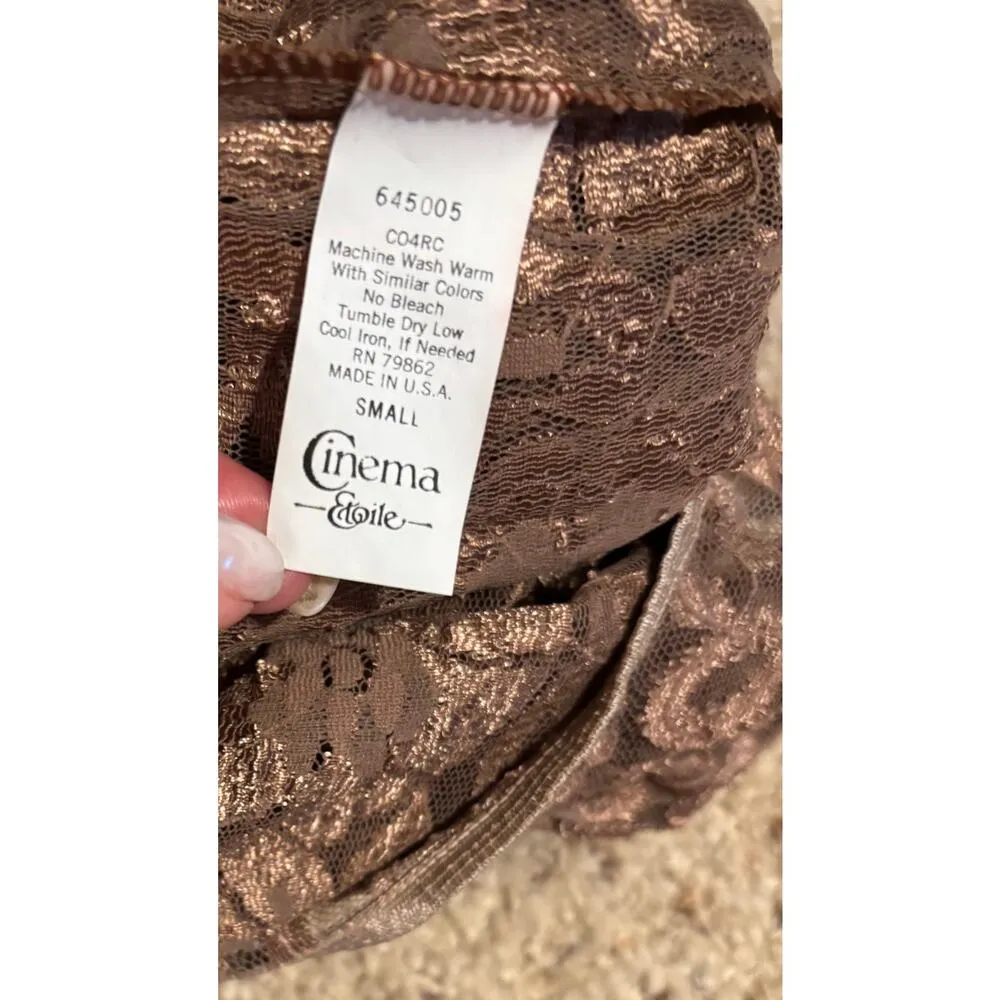 645005
C04RC
Machine Wash Warm
With Similar Colors
No Bleach
Tumble Dry Low
Cool Iron, If Needed
RN 79862
MADE IN U.S.A.
SMALL
Cinema
Etoile